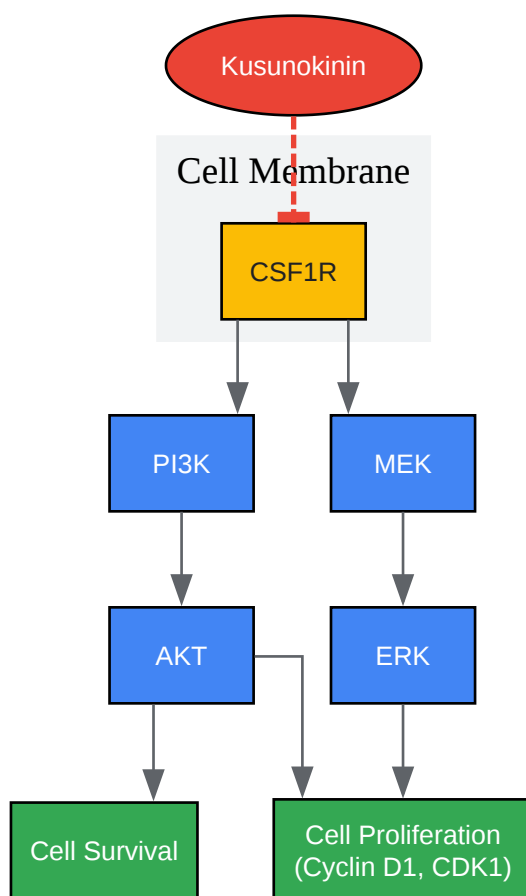 Kusunokinin
Cell Membrane
CSF1R
PI3K
MEK
AKT
ERK
Cell Survival
Cell Proliferation
(Cyclin D1, CDK1)